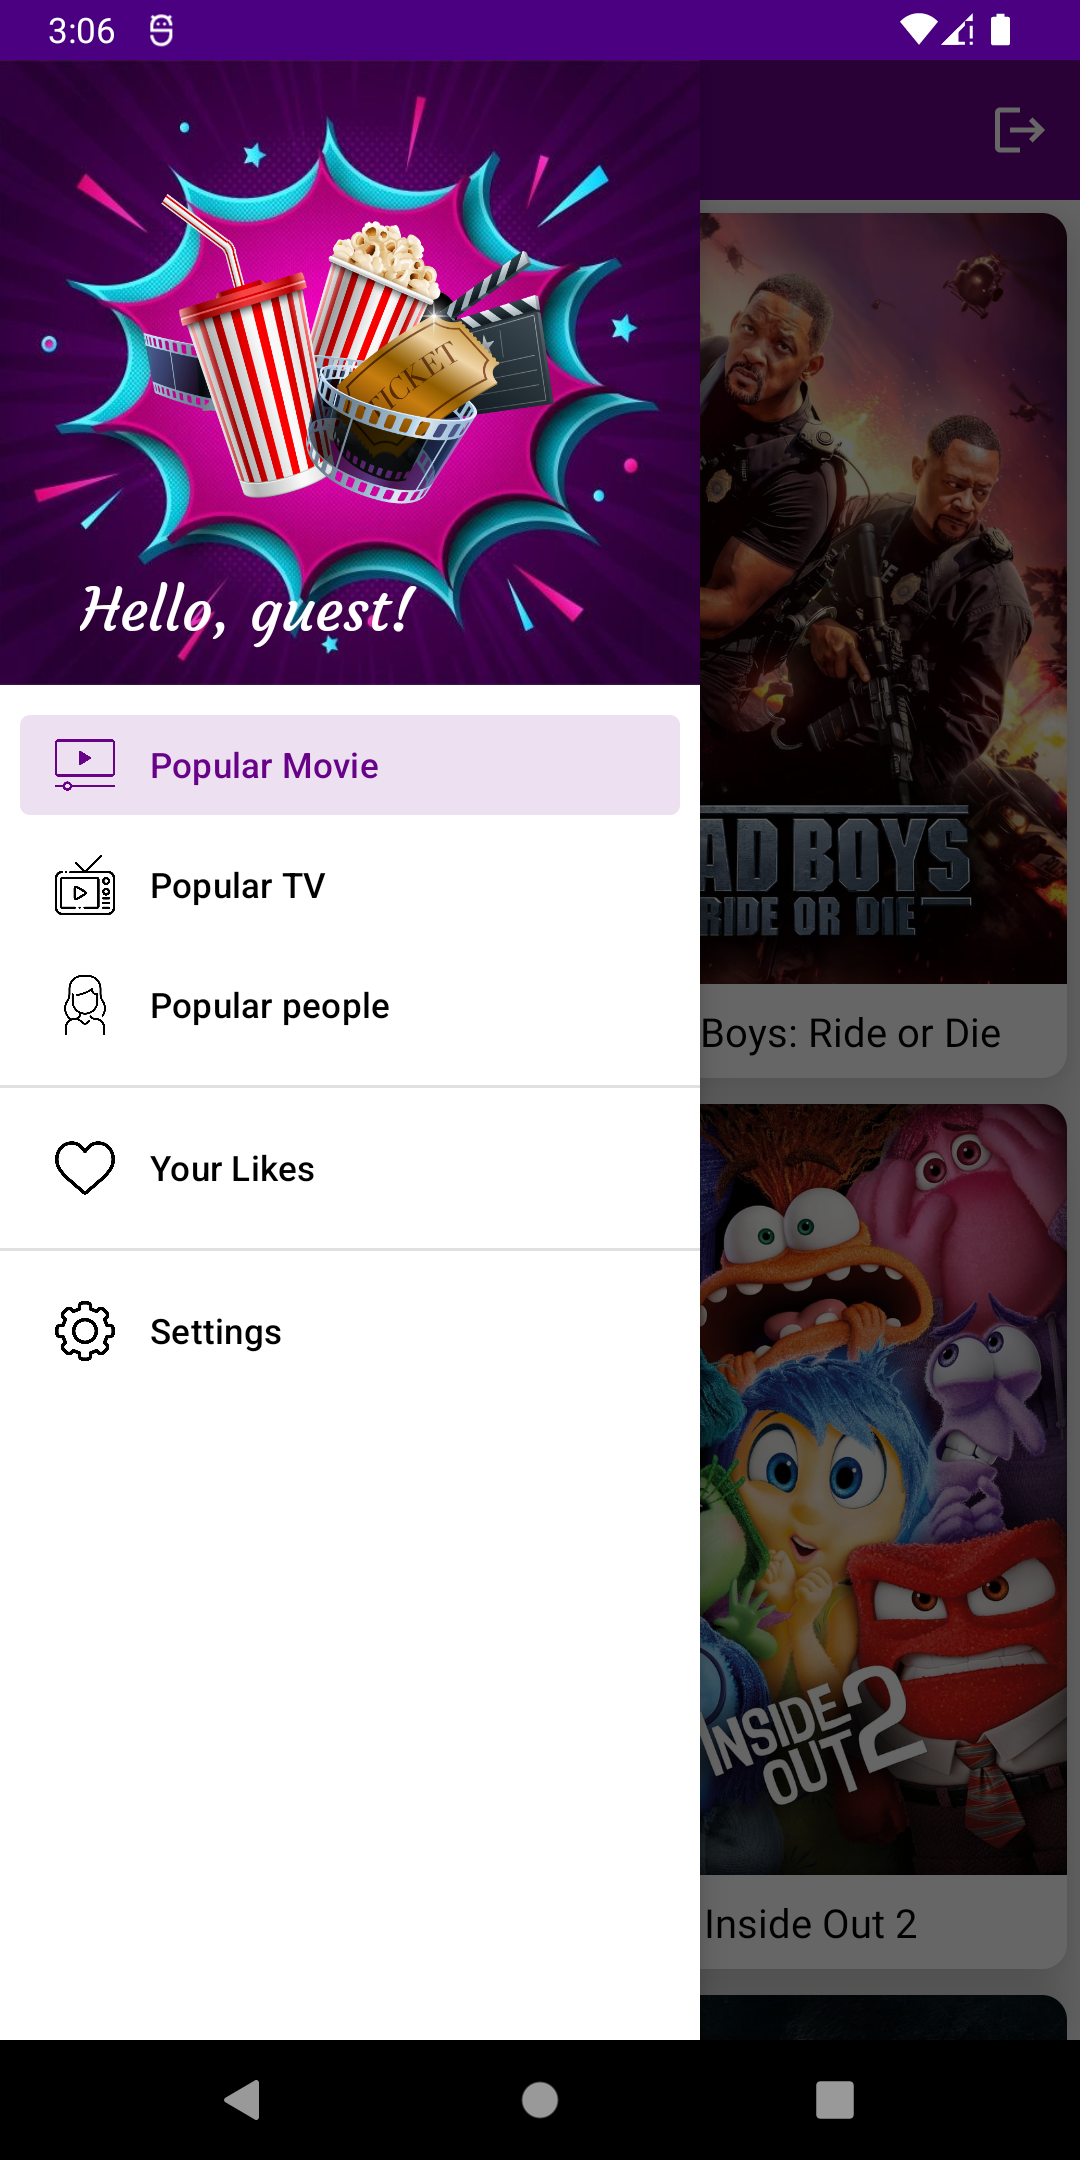 3:06
TICKET
Hello, guest!
Popular Movie
Popular TV
Popular people
Your Likes
Settings
AD BOYS
RIDE OR DIE
Boys: Ride or Die
INSIDE
OUT 2
Inside Out 2